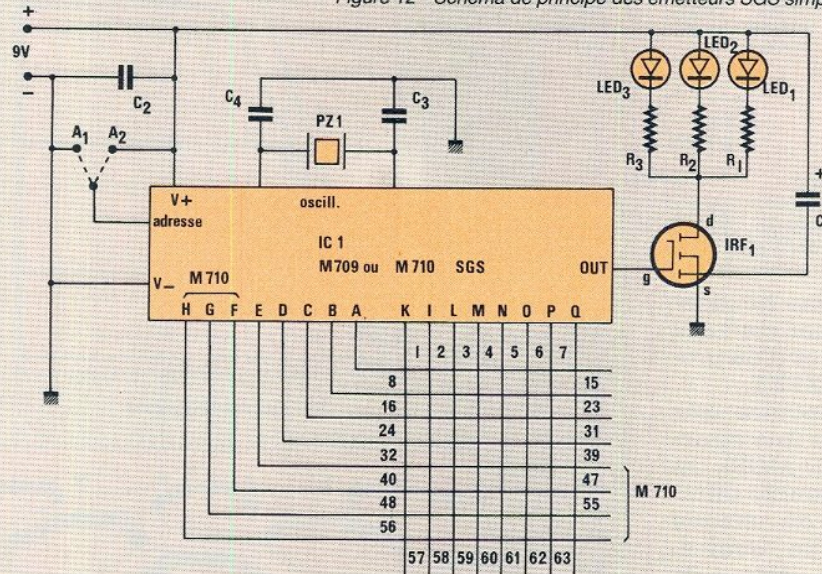 Figure 12 - Schéma de principe des émetteurs SGS simp
+
9V
–
C2
A1 A2
C4
PZ1
C3
LED3
LED2
LED1
R3 R2 R1
+
C
d
IRF1
g
s
V+
adresse
oscill.
IC 1
M709 ou M 710 SGS
OUT
V–
M 710
H G F E D C B A K I L M N O P Q
1 2 3 4 5 6 7
8 15
16 23
24 31
32 39
40 47
48 55
56
M 710
57 58 59 60 61 62 63